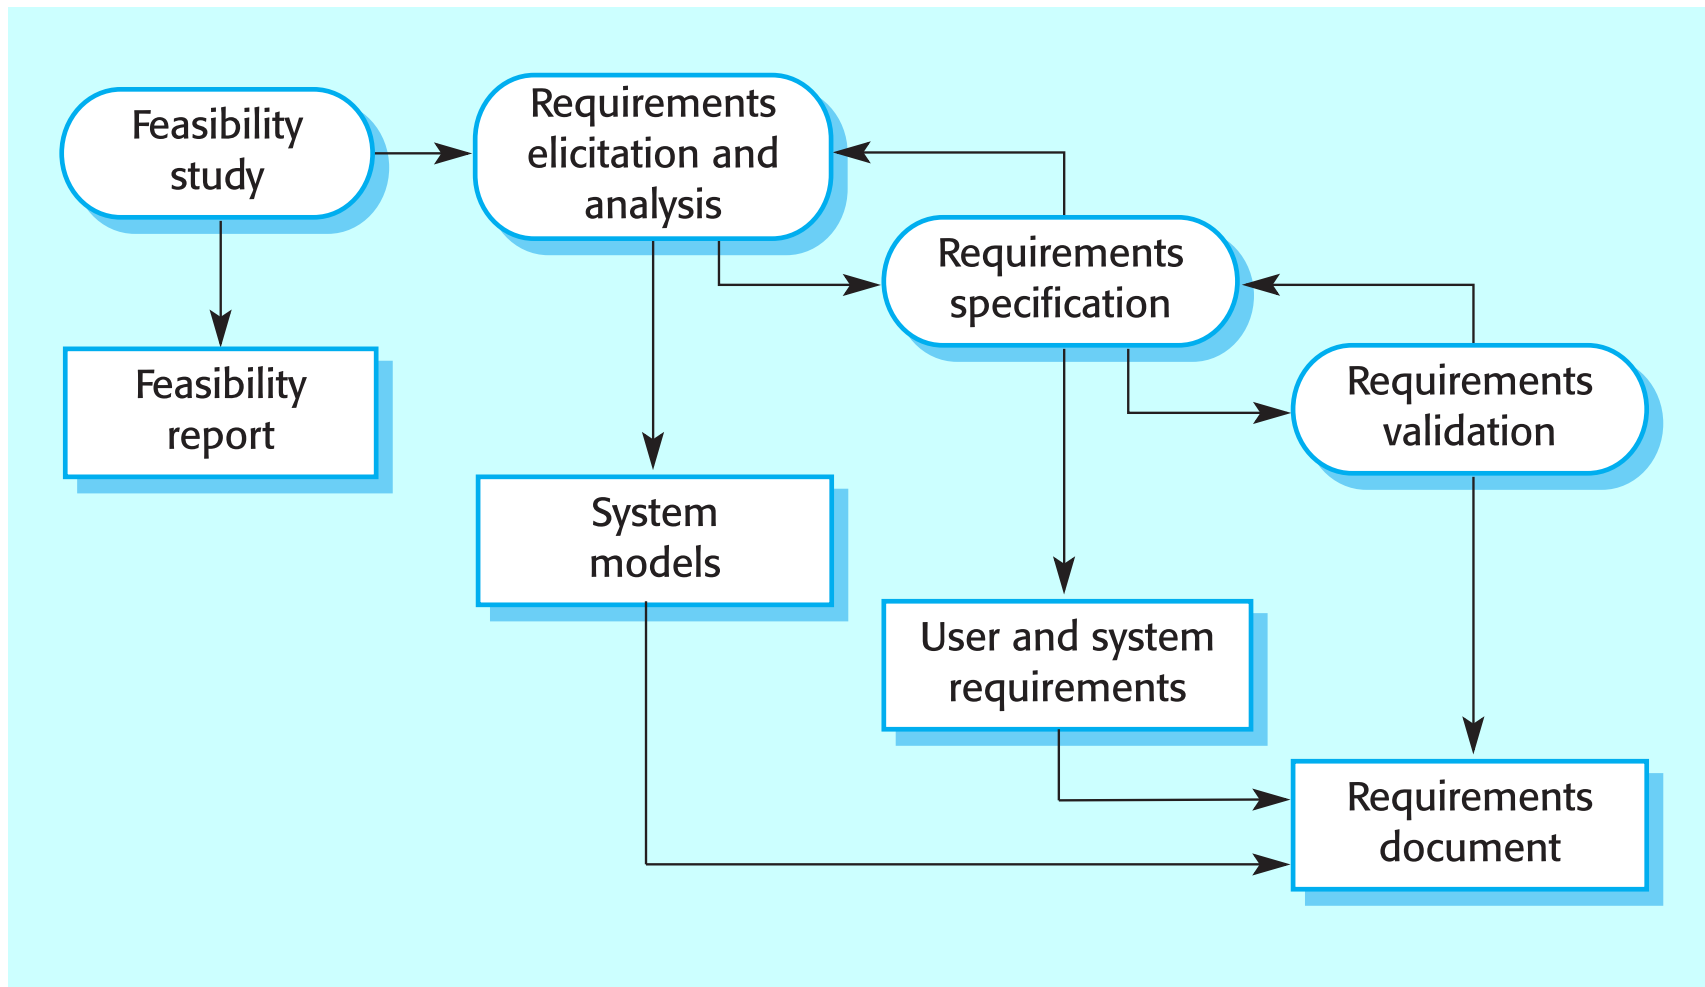 Feasibility
study
Requirements
elicitation and
analysis
Requirements
specification
Requirements
validation
Feasibility
report
System
models
User and system
requirements
Requirements
document